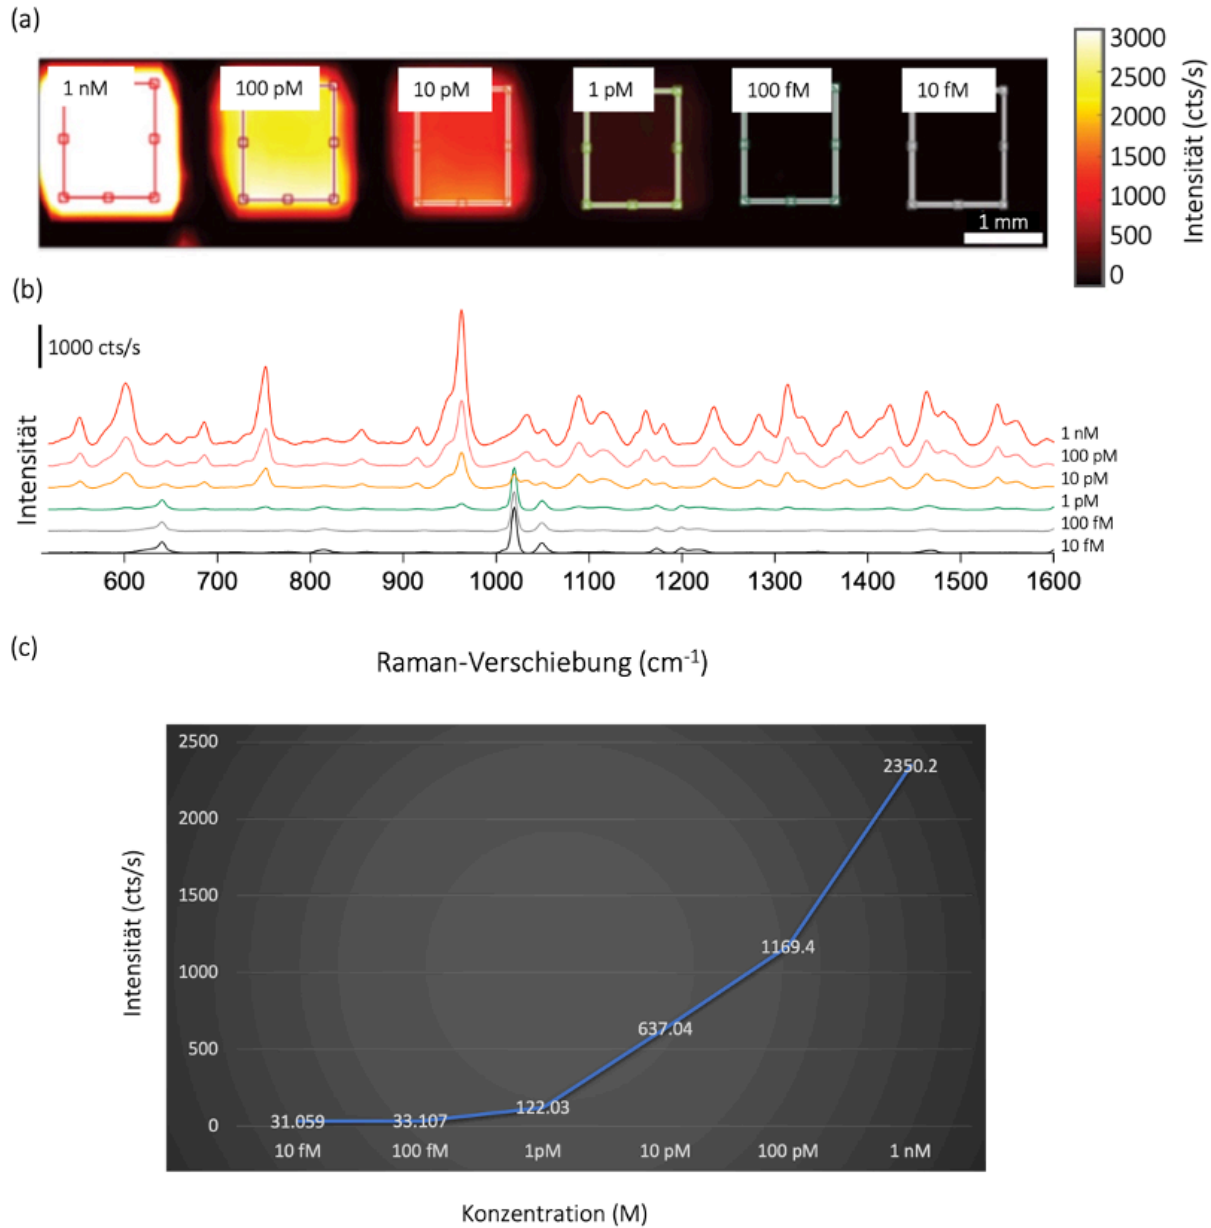 (a)
1 nM 100 pM 10 pM 1 pM 100 fM 10 fM
1 mm
3000
2500
2000
1500
1000
500
0
Intensität (cts/s)
(b)
1000 cts/s
Intensität
1 nM
100 pM
10 pM
1 pM
100 fM
10 fM
600 700 800 900 1000 1100 1200 1300 1400 1500 1600
(c)
Raman-Verschiebung (cm⁻¹)
Intensität (cts/s)
2500
2000
1500
1000
500
0
2350.2
1169.4
637.04
122.03
31.059 33.107
10 fM 100 fM 1pM 10 pM 100 pM 1 nM
Konzentration (M)